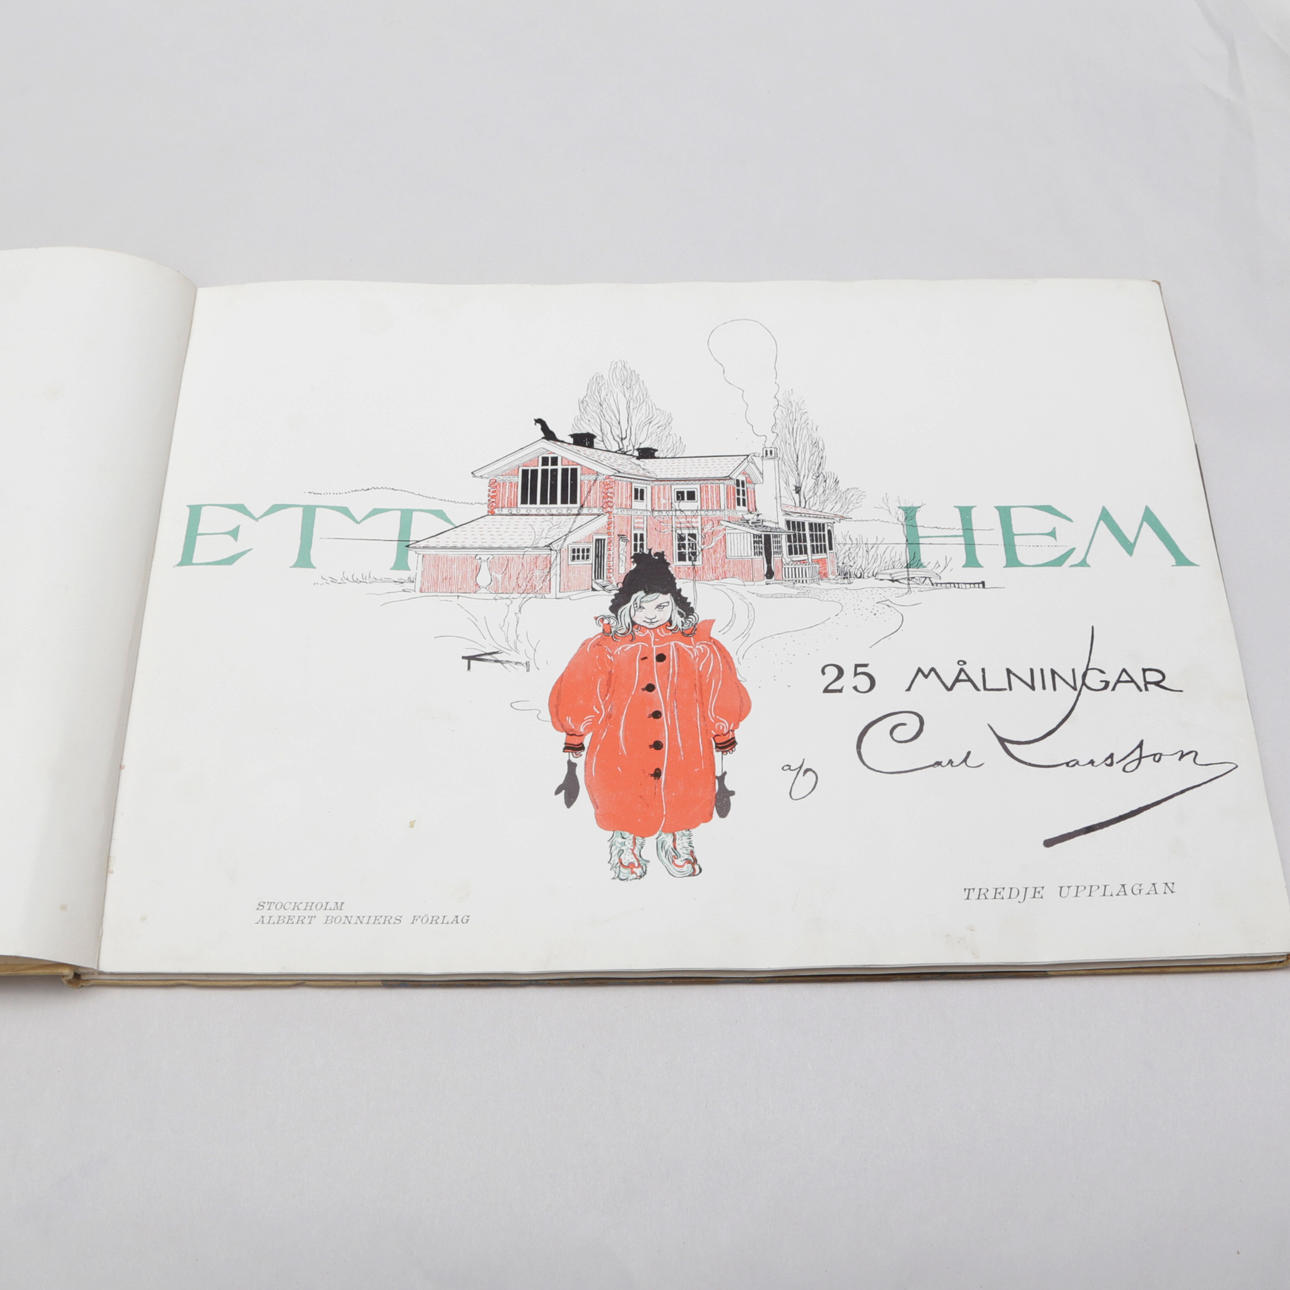 ETT HEM
25 MÅLNINGAR
af Carl Larsson
TREDJE UPPLAGAN
STOCKHOLM
ALBERT BONNIERS FÖRLAG